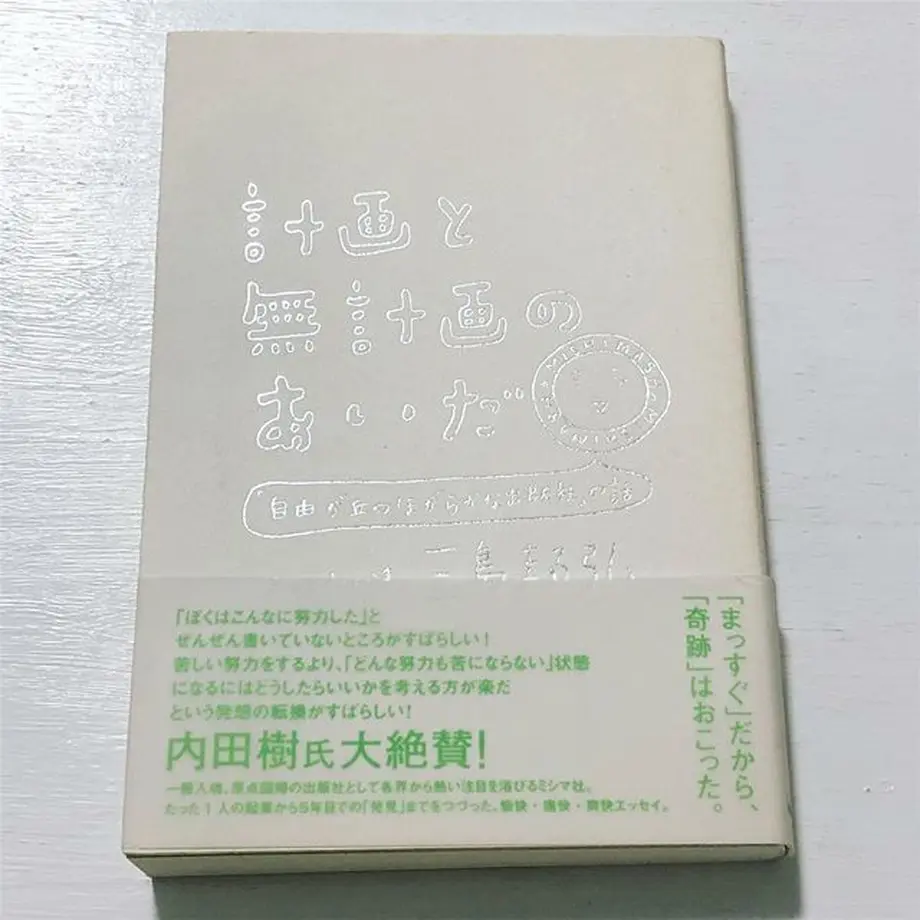 計画と
無計画の
あいだ
MISHIMASHA MISHIMASHA
「自由が丘のほがらかな出版社」の話
三島邦弘
「ぼくはこんなに努力した」と
ぜんぜん書いていないところがすばらしい！
苦しい努力をするより、「どんな努力も苦にならない」状態
になるにはどうしたらいいかを考える方が楽だ
という発想の転換がすばらしい！
内田樹氏大絶賛！
一冊入魂、原点回帰の出版社として各界から熱い注目を浴びるミシマ社。
たった1人の起業から5年目での「発見」までをつづった、愉快・痛快・爽快エッセイ。
「まっすぐ」だから、
「奇跡」はおこった。